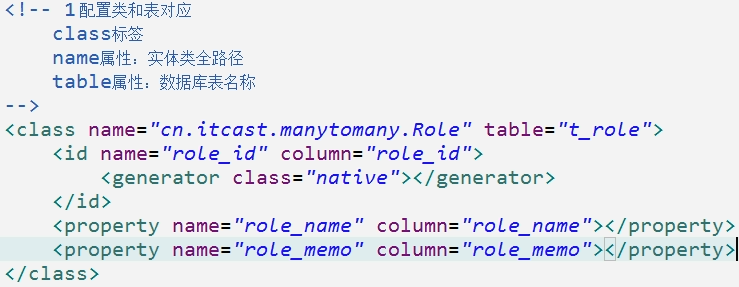 <!-- 1 配置类和表对应
    class标签
    name属性：实体类全路径
    table属性：数据库表名称
-->
<class name="cn.itcast.manytomany.Role" table="t_role">
    <id name="role_id" column="role_id">
        <generator class="native"></generator>
    </id>
    <property name="role_name" column="role_name"></property>
    <property name="role_memo" column="role_memo"></property>
</class>